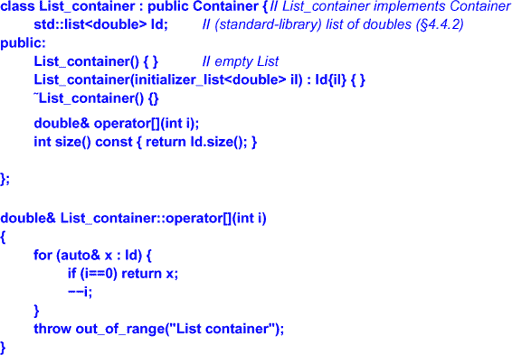 class List_container : public Container { // List_container implements Container
std::list<double> ld; // (standard-library) list of doubles (§4.4.2)
public:
List_container() { } // empty List
List_container(initializer_list<double> il) : ld{il} { }
~List_container() {}
double& operator[](int i);
int size() const { return ld.size(); }
};
double& List_container::operator[](int i)
{
for (auto& x : ld) {
if (i==0) return x;
−−i;
}
throw out_of_range("List container");
}